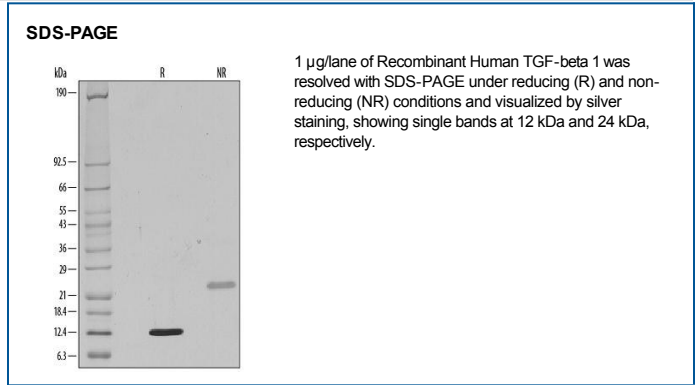 SDS-PAGE
1 µg/lane of Recombinant Human TGF-beta 1 was
resolved with SDS-PAGE under reducing (R) and non-
reducing (NR) conditions and visualized by silver
staining, showing single bands at 12 kDa and 24 kDa,
respectively.
kDa R NR
190
92.5
66
55
43
36
29
21
18.4
12.4
6.3